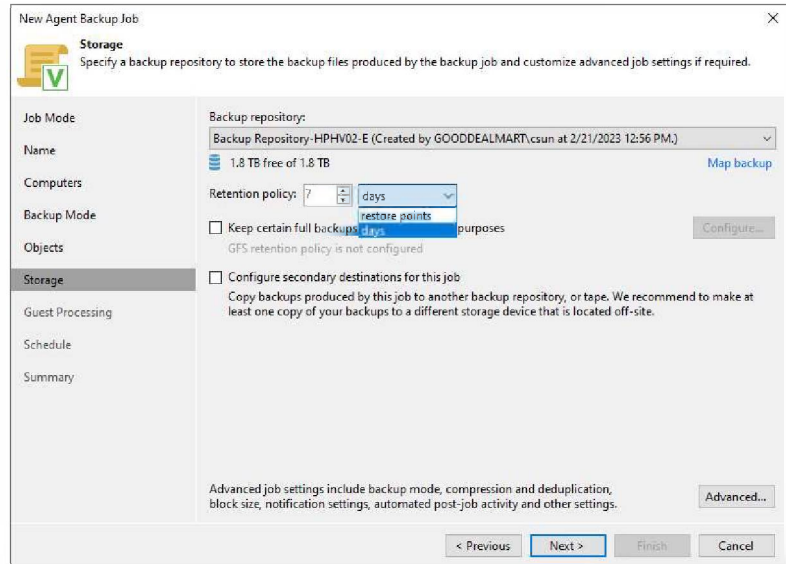 New Agent Backup Job
Storage
Specify a backup repository to store the backup files produced by the backup job and customize advanced job settings if required.
V
Job Mode
Name
Computers
Backup Mode
Objects
Storage
Guest Processing
Schedule
Summary
Backup repository:
Backup Repository-HPHV02-E (Created by GOODDEALMART\csun at 2/21/2023 12:56 PM.)
1.8 TB free of 1.8 TB
Map backup
Retention policy: 7 days
restore points
days
Keep certain full backups purposes
Configure...
GFS retention policy is not configured
Configure secondary destinations for this job
Copy backups produced by this job to another backup repository, or tape. We recommend to make at
least one copy of your backups to a different storage device that is located off-site.
Advanced job settings include backup mode, compression and deduplication,
block size, notification settings, automated post-job activity and other settings.
Advanced...
< Previous
Next >
Finish
Cancel